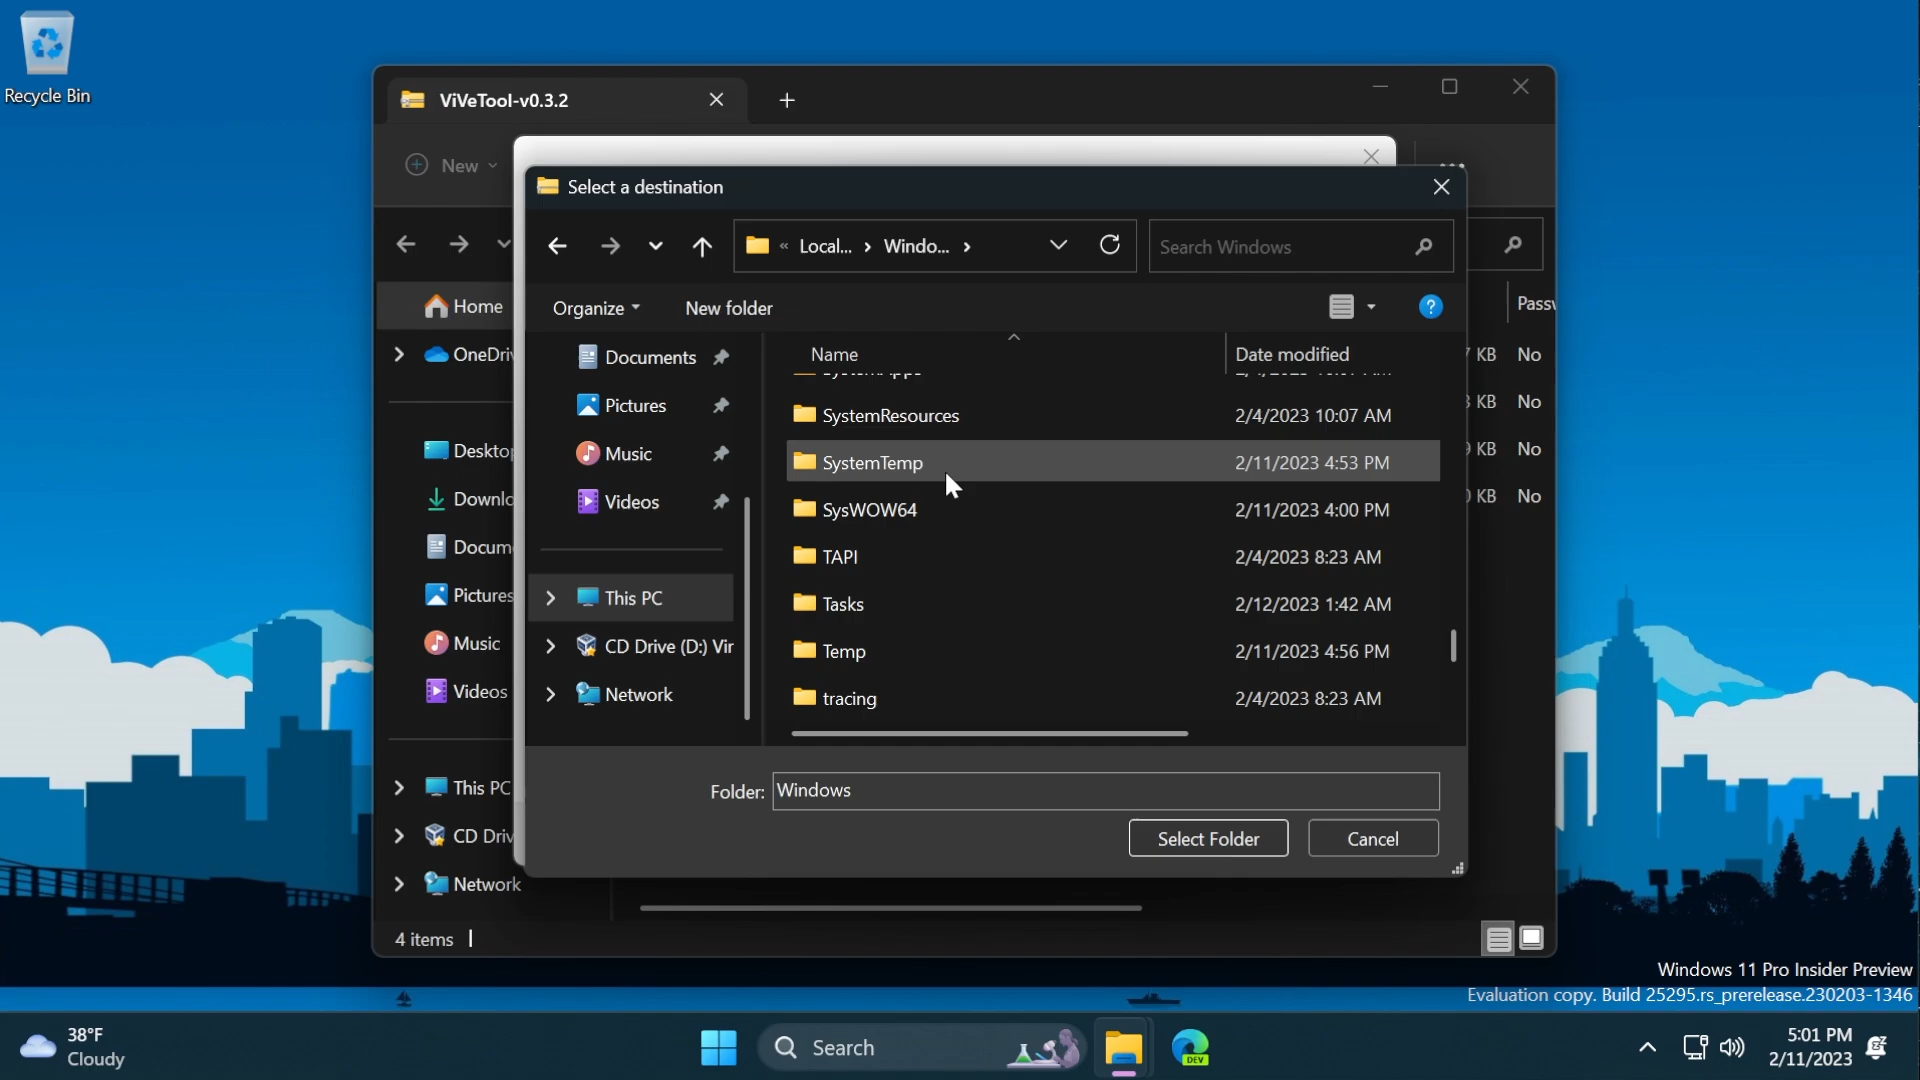 Recycle Bin
ViVeTool-v0.3.2
New
Select a destination
Local...
Windo...
Search Windows
Organize
New folder
Home
Documents
Name
Date modified
KB
No
Pictures
SystemResources
2/4/2023 10:07 AM
KB
No
Music
SystemTemp
2/11/2023 4:53 PM
KB
No
Videos
SysWOW64
2/11/2023 4:00 PM
KB
No
TAPI
2/4/2023 8:23 AM
Pictures
This PC
Tasks
2/12/2023 1:42 AM
Music
CD Drive (D:) Vir
Temp
2/11/2023 4:56 PM
Videos
Network
tracing
2/4/2023 8:23 AM
This PC
Folder:
Windows
Select Folder
Cancel
CD Driv
Network
4 items
Windows 11 Pro Insider Preview
Evaluation copy. Build 25295.rs_prerelease.230203-1346
38°F
Cloudy
Search
DEV
5:01 PM
2/11/2023